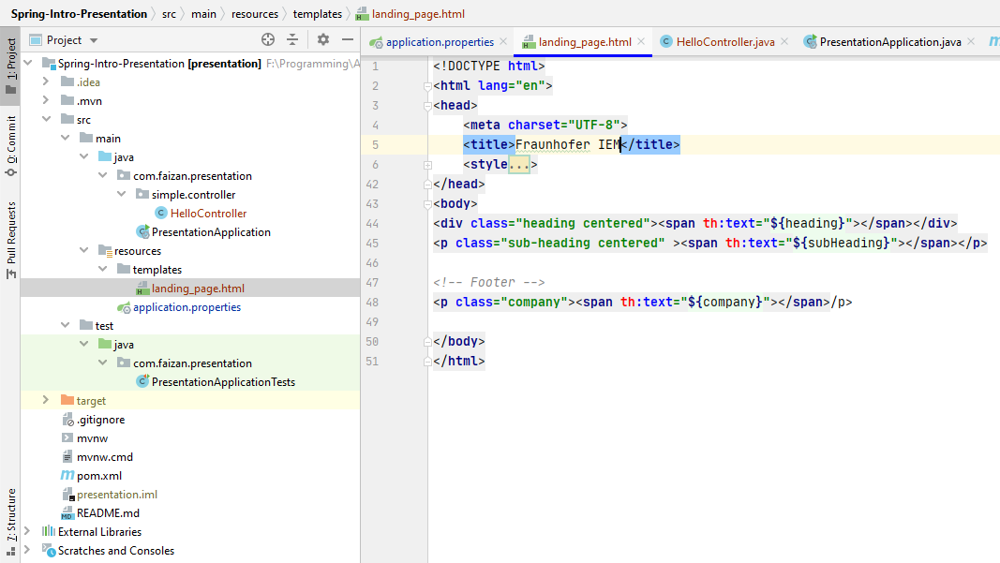 Spring-Intro-Presentation src main resources templates landing_page.html
1: Project
0: Commit
Pull Requests
7: Structure
Project
Spring-Intro-Presentation [presentation] F:\Programming\A
.idea
.mvn
src
main
java
com.faizan.presentation
simple.controller
HelloController
PresentationApplication
resources
templates
landing_page.html
application.properties
test
java
com.faizan.presentation
PresentationApplicationTests
target
.gitignore
mvnw
mvnw.cmd
pom.xml
presentation.iml
README.md
External Libraries
Scratches and Consoles
application.properties landing_page.html HelloController.java PresentationApplication.java
1 <!DOCTYPE html>
2 <html lang="en">
3 <head>
4 <meta charset="UTF-8">
5 <title>Fraunhofer IEM</title>
6 <style...>
42 </head>
43 <body>
44 <div class="heading centered"><span th:text="${heading}"></span></div>
45 <p class="sub-heading centered" ><span th:text="${subHeading}"></span></p>
46
47 <!-- Footer -->
48 <p class="company"><span th:text="${company}"></span>/p>
49
50 </body>
51 </html>